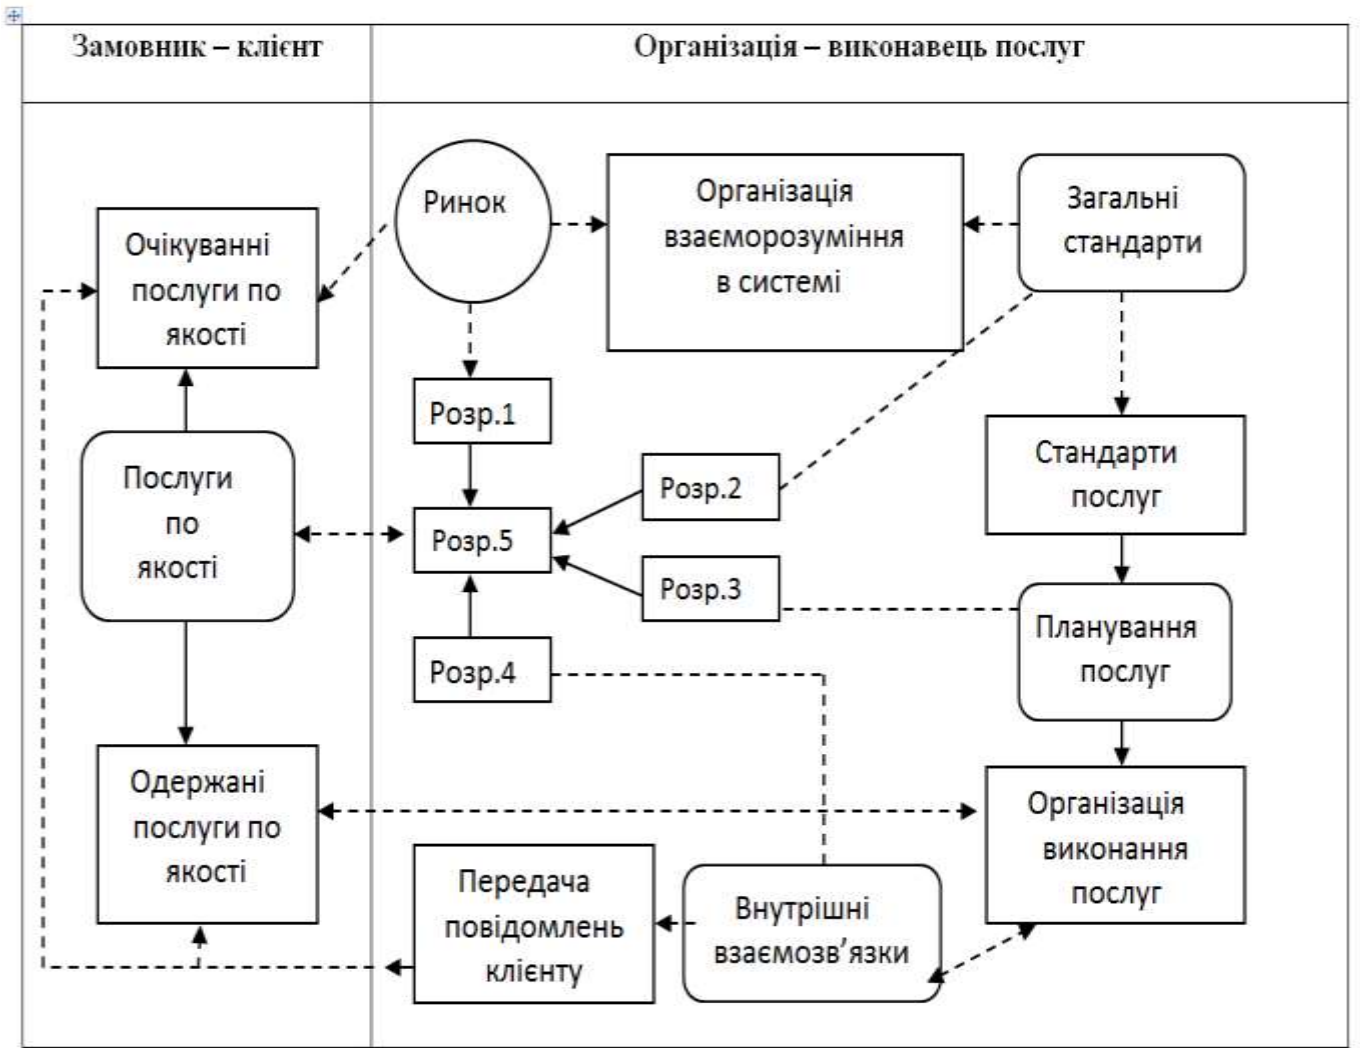 Замовник – клієнт
Організація – виконавець послуг
Ринок
Організація
взаєморозуміння
в системі
Загальні
стандарти
Очікуванні
послуги по
якості
Розр.1
Послуги
по
якості
Розр.2
Стандарти
послуг
Розр.5
Розр.3
Планування
послуг
Розр.4
Одержані
послуги по
якості
Організація
виконання
послуг
Передача
повідомлень
клієнту
Внутрішні
взаємозв’язки